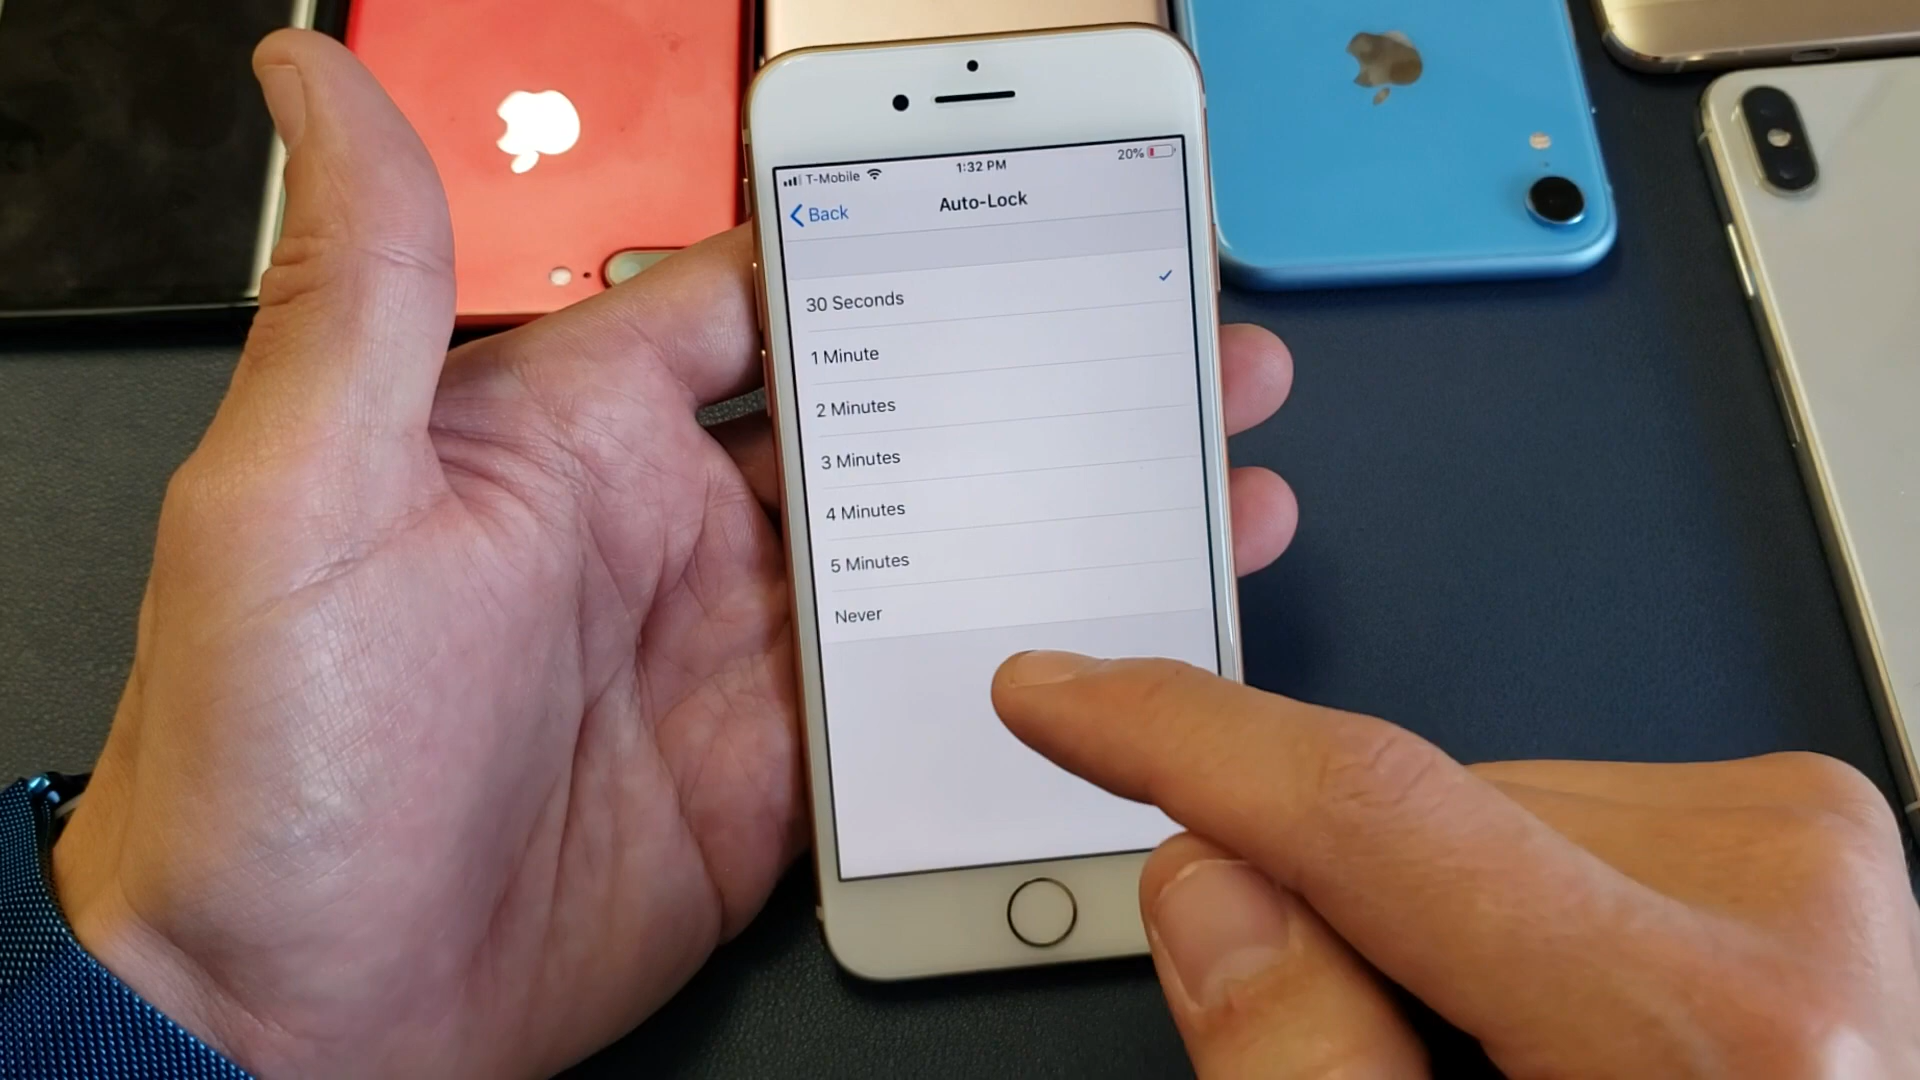 T-Mobile 1:32 PM 20%
Back Auto-Lock
30 Seconds
1 Minute
2 Minutes
3 Minutes
4 Minutes
5 Minutes
Never